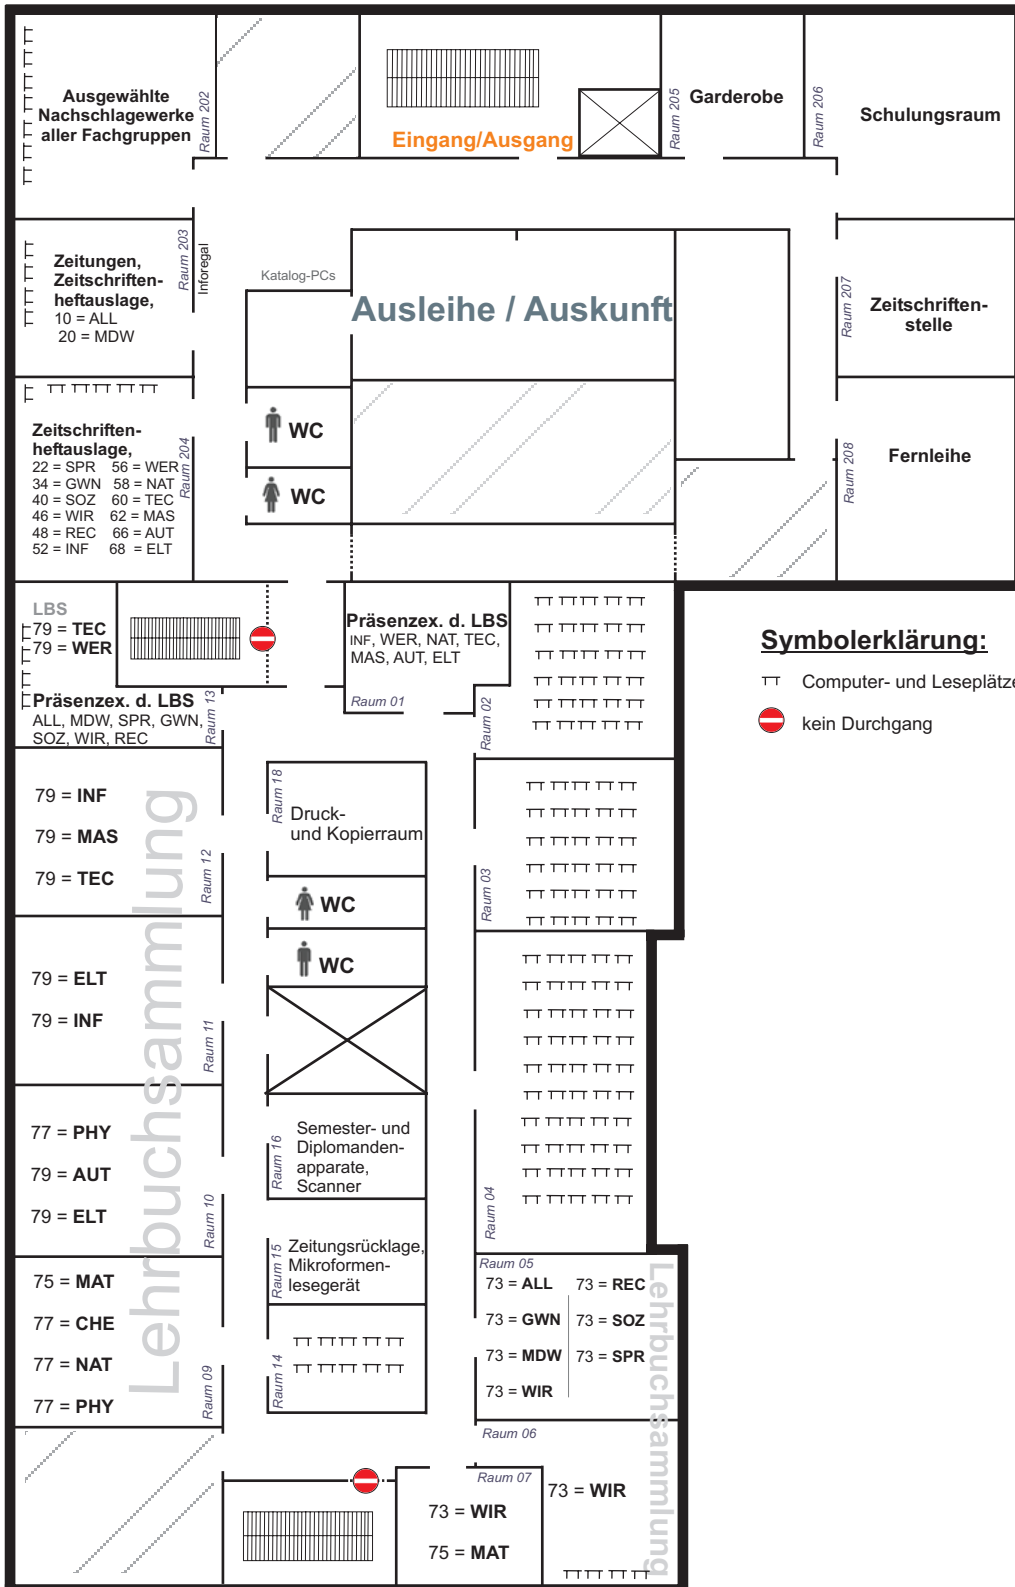 Ausgewählte
Nachschlagewerke
aller Fachgruppen
Raum 202
Eingang/Ausgang
Raum 205
Garderobe
Raum 206
Schulungsraum
Zeitungen,
Zeitschriften-
heftauslage,
10 = ALL
20 = MDW
Raum 203
Inforegal
Katalog-PCs
Ausleihe / Auskunft
Raum 207
Zeitschriften-
stelle
Zeitschriften-
heftauslage,
22 = SPR 56 = WER
34 = GWN 58 = NAT
40 = SOZ 60 = TEC
46 = WIR 62 = MAS
48 = REC 66 = AUT
52 = INF 68 = ELT
Raum 204
WC
WC
Raum 208
Fernleihe
LBS
79 = TEC
79 = WER
Präsenzex. d. LBS
ALL, MDW, SPR, GWN,
SOZ, WIR, REC
Raum 13
Präsenzex. d. LBS
INF, WER, NAT, TEC,
MAS, AUT, ELT
Raum 01
Raum 02
Symbolerklärung:
Computer- und Leseplätze
kein Durchgang
Lehrbuchsammlung
79 = INF
79 = MAS
79 = TEC
Raum 12
Raum 18
Druck-
und Kopierraum
Raum 03
WC
WC
79 = ELT
79 = INF
Raum 11
77 = PHY
79 = AUT
79 = ELT
Raum 10
Raum 16
Semester- und
Diplomanden-
apparate,
Scanner
Raum 04
Raum 15
Zeitungsrücklage,
Mikroformen-
lesegerät
75 = MAT
77 = CHE
77 = NAT
77 = PHY
Raum 09
Raum 14
Raum 05
73 = ALL 73 = REC
73 = GWN 73 = SOZ
73 = MDW 73 = SPR
73 = WIR
Lehrbuchsammlung
Raum 06
73 = WIR
Raum 07
73 = WIR
75 = MAT